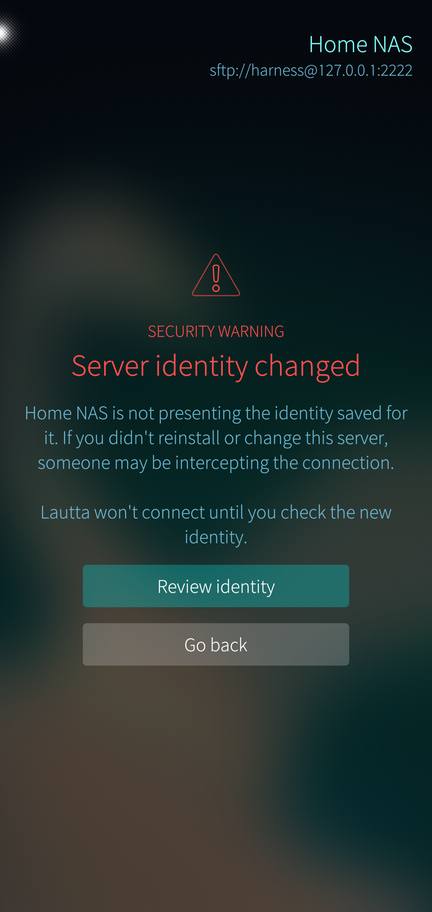 Home NAS
sftp://harness@127.0.0.1:2222
SECURITY WARNING
Server identity changed
Home NAS is not presenting the identity saved for
it. If you didn't reinstall or change this server,
someone may be intercepting the connection.
Lautta won't connect until you check the new
identity.
Review identity
Go back